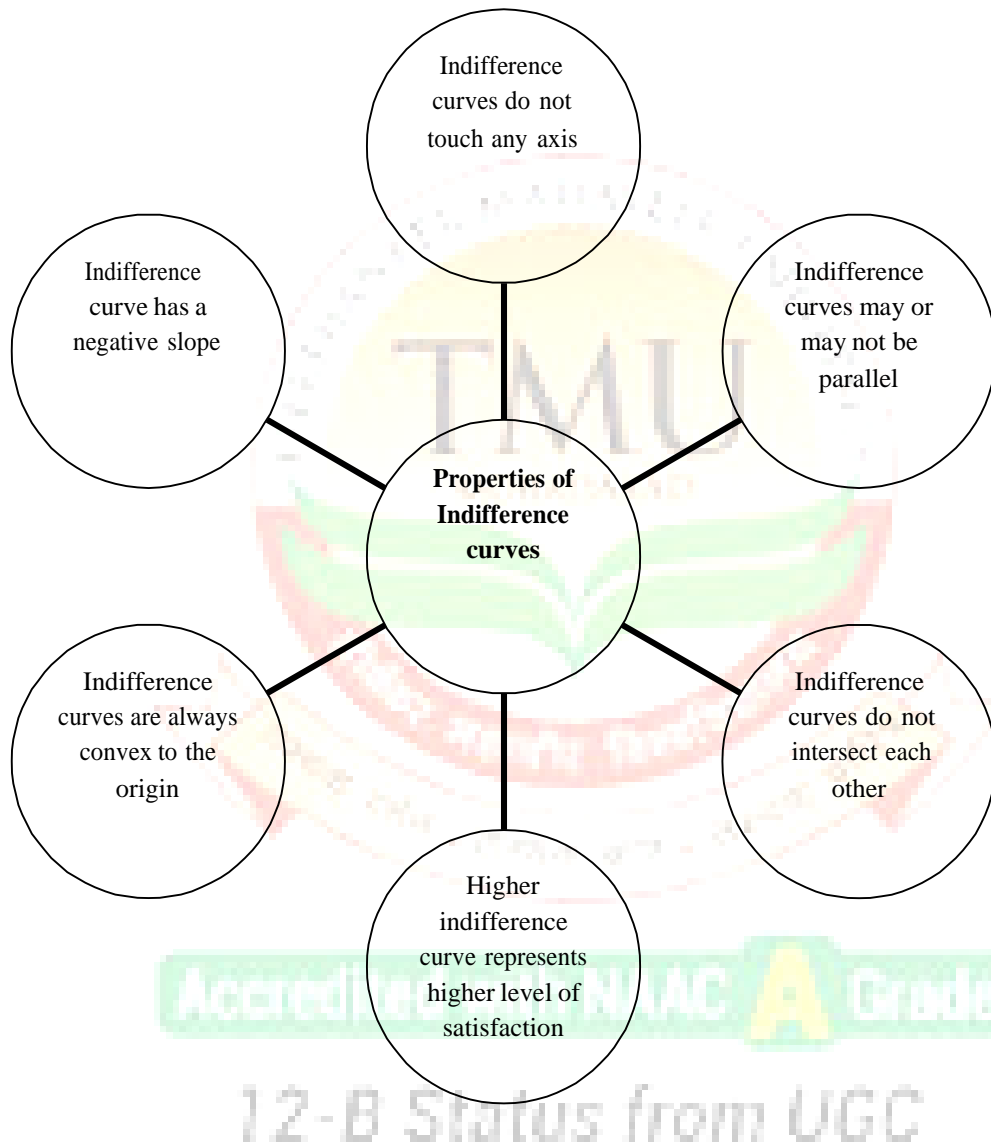 Indifference
curves do not
touch any axis
Indifference
curve has a
negative slope
Indifference
curves may or
may not be
parallel
TMU
Properties of
Indifference
curves
Indifference
curves are always
convex to the
origin
Indifference
curves do not
intersect each
other
Higher
indifference
curve represents
higher level of
satisfaction
Accredited with NAAC A Grade
12-B Status from UGC